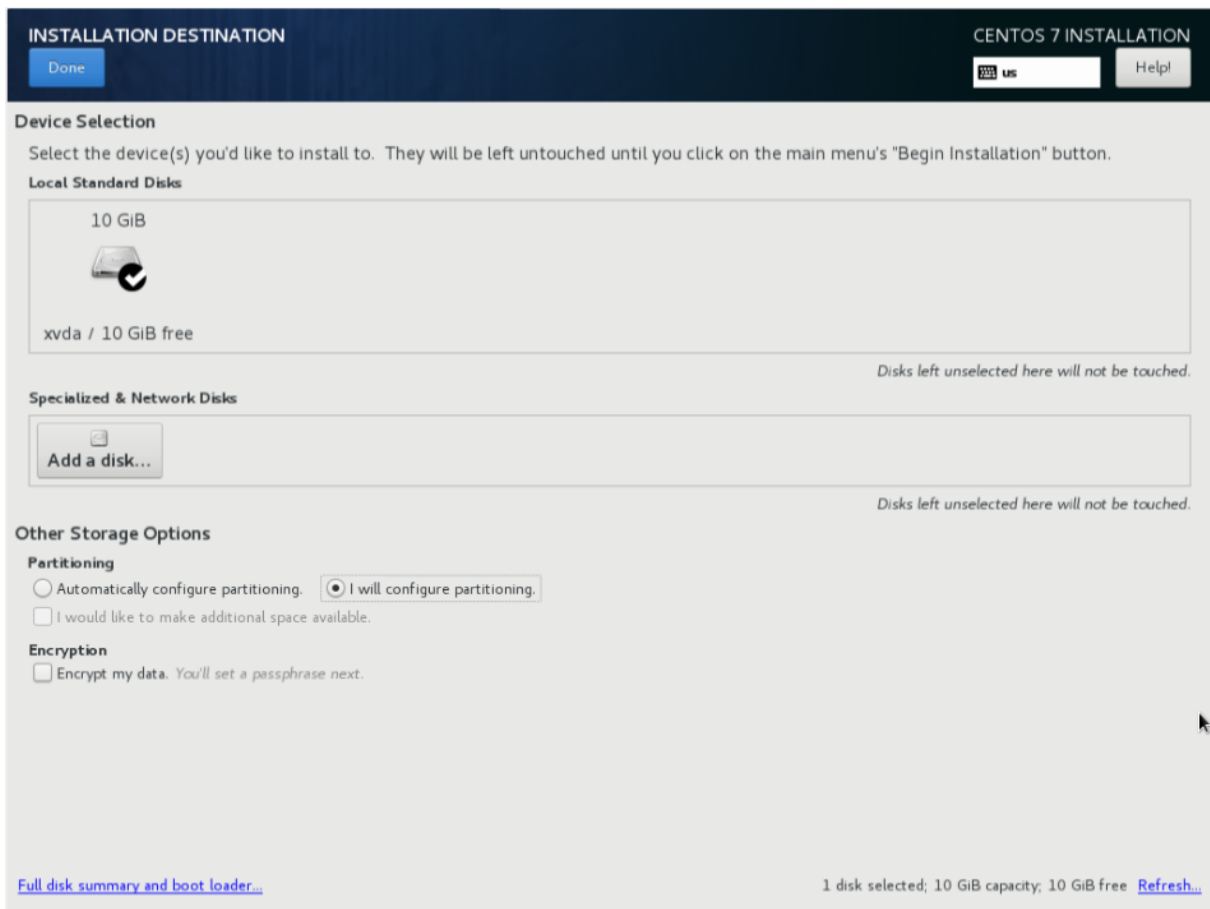 INSTALLATION DESTINATION
CENTOS 7 INSTALLATION
Done
us
Help!
Device Selection
Select the device(s) you'd like to install to. They will be left untouched until you click on the main menu's "Begin Installation" button.
Local Standard Disks
10 GiB
xvda / 10 GiB free
Disks left unselected here will not be touched.
Specialized & Network Disks
Add a disk...
Disks left unselected here will not be touched.
Other Storage Options
Partitioning
Automatically configure partitioning.
I will configure partitioning.
I would like to make additional space available.
Encryption
Encrypt my data. You'll set a passphrase next.
Full disk summary and boot loader...
1 disk selected; 10 GiB capacity; 10 GiB free Refresh...